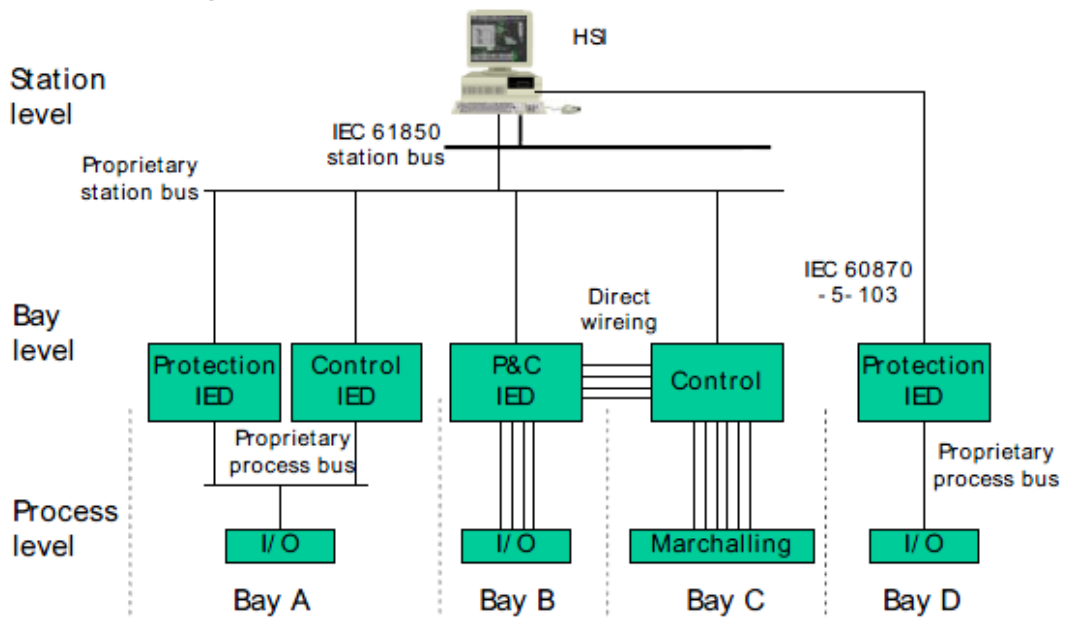 HSI
Station
level
IEC 61850
station bus
Proprietary
station bus
IEC 60870
- 5- 103
Direct
wireing
Bay
level
Protection
IED
Control
IED
P&C
IED
Control
Protection
IED
Proprietary
process bus
Proprietary
process bus
Process
level
I/O
I/O
Marchalling
I/O
Bay A
Bay B
Bay C
Bay D